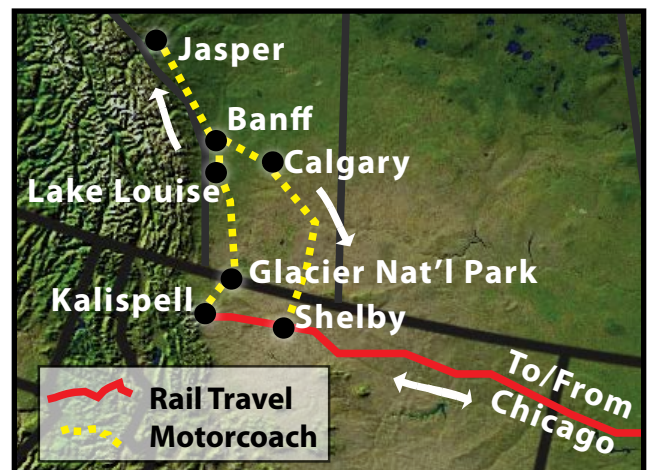 Jasper
Banff
Calgary
Lake Louise
Glacier Nat'l Park
Kalispell
Shelby
To/From
Chicago
Rail Travel
Motorcoach